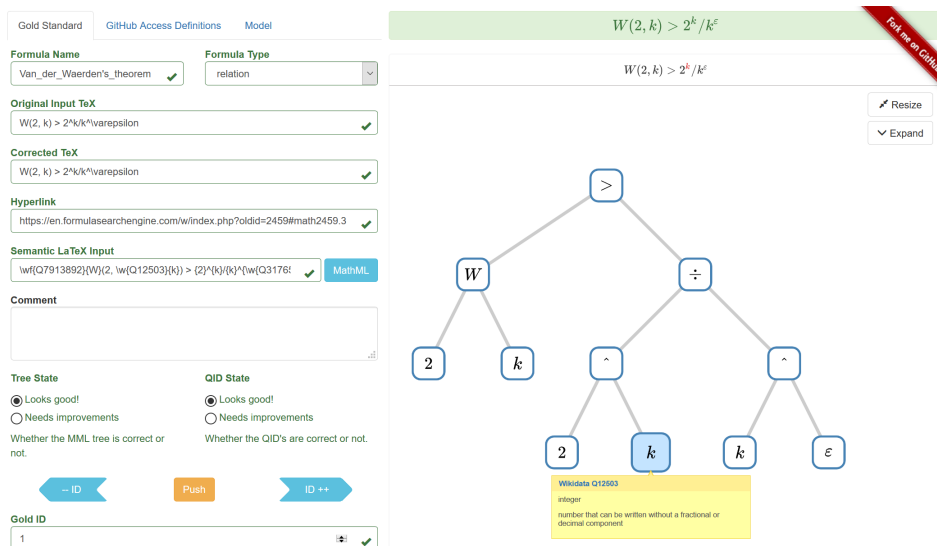 Gold Standard GitHub Access Definitions Model
Formula Name Formula Type
Van_der_Waerden's_theorem relation
Original Input TeX
W(2, k) > 2^k/k^\varepsilon
Corrected TeX
W(2, k) > 2^k/k^\varepsilon
Hyperlink
https://en.formulasearchengine.com/w/index.php?oldid=2459#math2459.3
Semantic LaTeX Input
\wf{Q7913892}{W}(2, \w{Q12503}{k}) > {2}^{k}/{k}^{\w{Q3176 MathML
Comment
Tree State QID State
Looks good! Looks good!
Needs improvements Needs improvements
Whether the MML tree is correct or Whether the QID's are correct or not.
not.
-- ID Push ID ++
Gold ID
1
W(2, k) > 2^k/k^ε
W(2, k) > 2^k/k^ε
Fork me on GitHub
Resize
Expand
>
W ÷
2 k ^ ^
2 k k ε
Wikidata Q12503
integer
number that can be written without a fractional or
decimal component